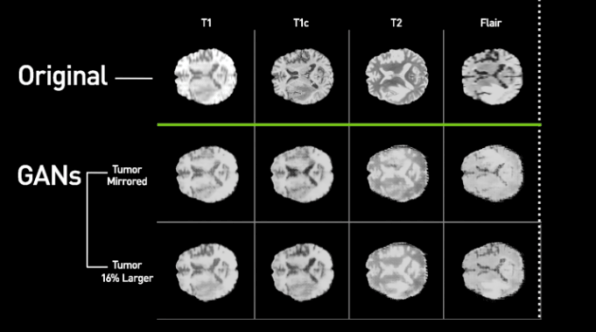 T1 T1c T2 Flair
Original
GANs
Tumor
Mirrored
Tumor
16% Larger